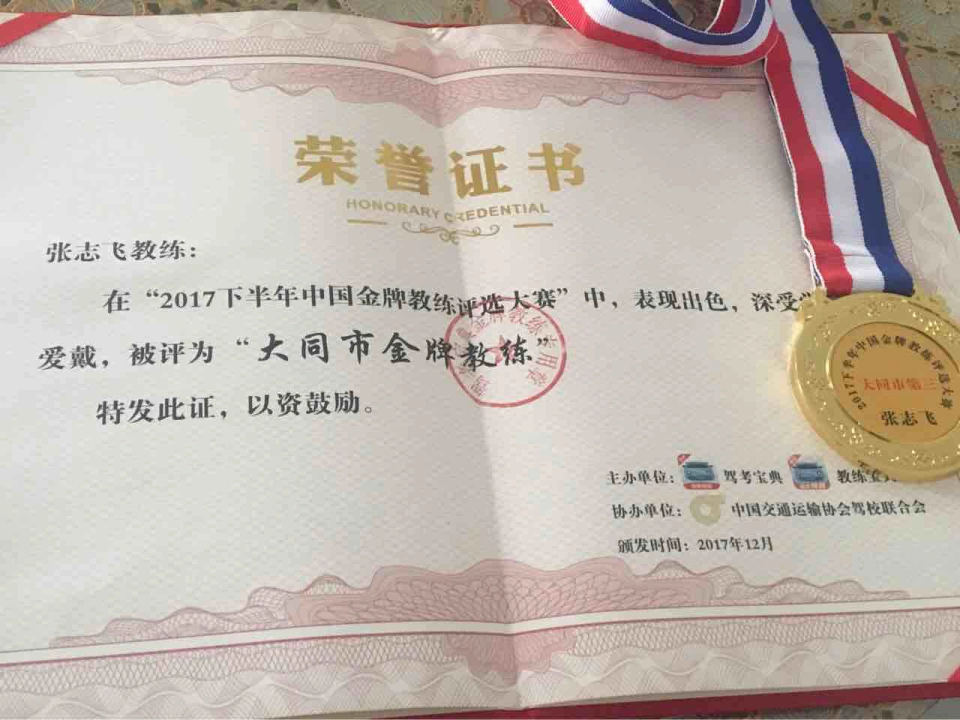 荣誉证书
HONORARY CREDENTIAL
张志飞教练:
在“2017下半年中国金牌教练评选大赛”中，表现出色，深受
爱戴，被评为“大同市金牌教练”
特发此证，以资鼓励。
2017下半年中国金牌教练评选大赛
大同市第三
张志飞
主办单位: 驾考宝典 教练宝典
协办单位: 中国交通运输协会驾校联合会
颁发时间: 2017年12月